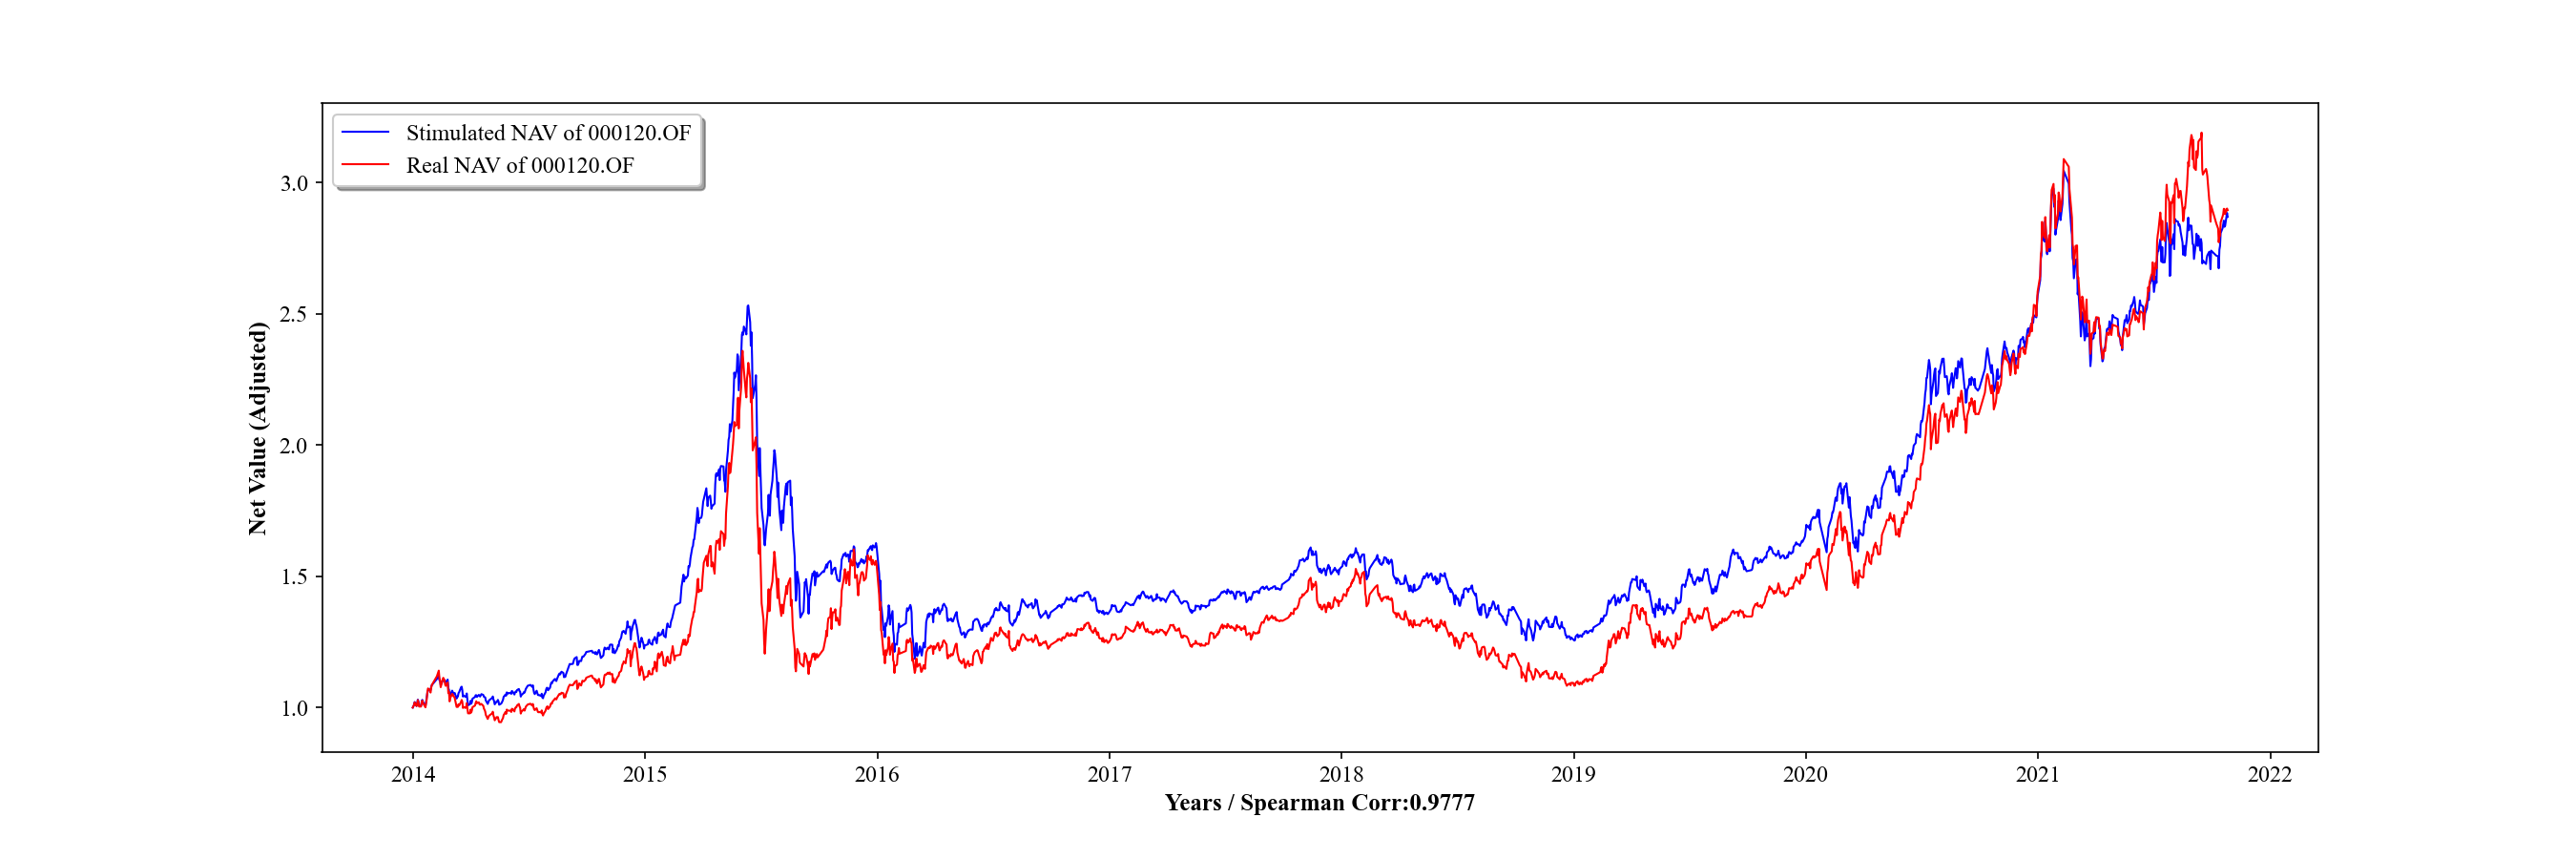 Stimulated NAV of 000120.OF
Real NAV of 000120.OF
3.0
2.5
2.0
1.5
1.0
Net Value (Adjusted)
2014 2015 2016 2017 2018 2019 2020 2021 2022
Years / Spearman Corr:0.9777